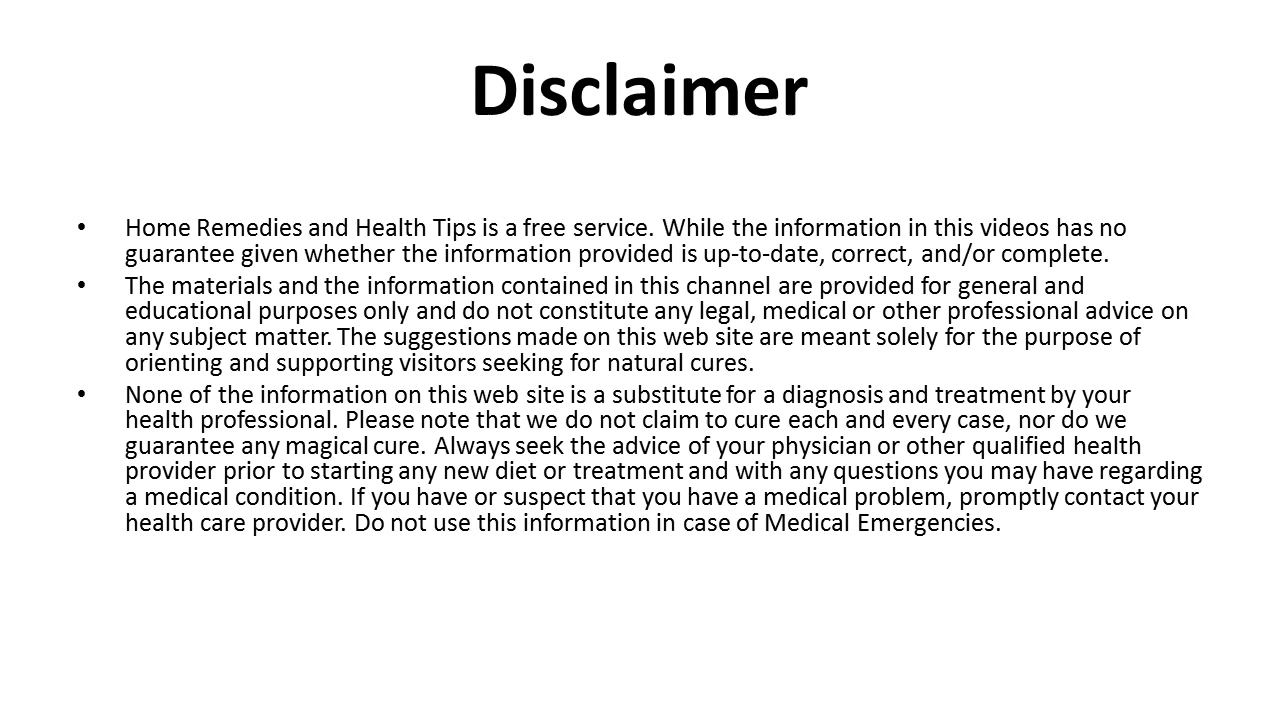 Disclaimer
• Home Remedies and Health Tips is a free service. While the information in this videos has no
guarantee given whether the information provided is up-to-date, correct, and/or complete.
• The materials and the information contained in this channel are provided for general and
educational purposes only and do not constitute any legal, medical or other professional advice on
any subject matter. The suggestions made on this web site are meant solely for the purpose of
orienting and supporting visitors seeking for natural cures.
• None of the information on this web site is a substitute for a diagnosis and treatment by your
health professional. Please note that we do not claim to cure each and every case, nor do we
guarantee any magical cure. Always seek the advice of your physician or other qualified health
provider prior to starting any new diet or treatment and with any questions you may have regarding
a medical condition. If you have or suspect that you have a medical problem, promptly contact your
health care provider. Do not use this information in case of Medical Emergencies.